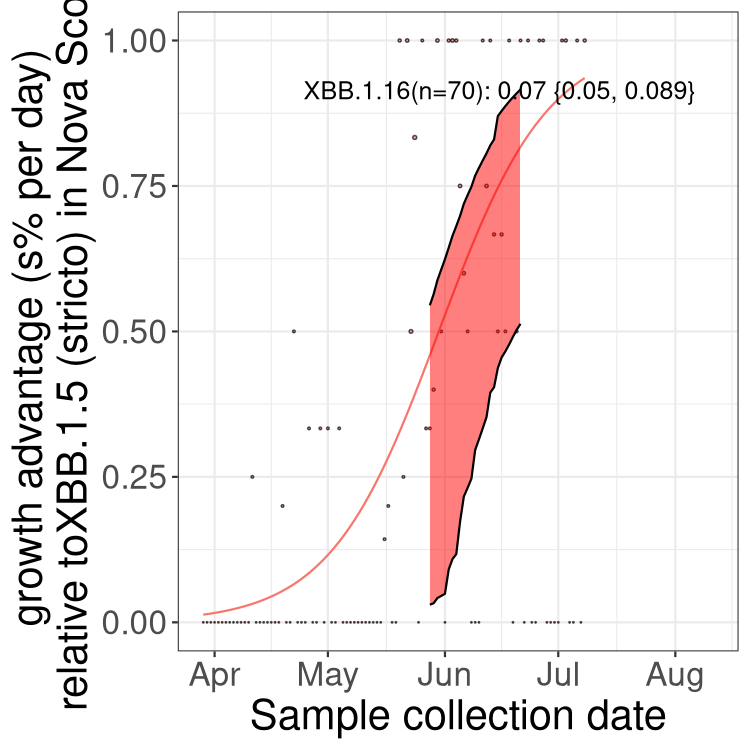 growth advantage (s% per day)
relative toXBB.1.5 (stricto) in Nova Sco
1.00
0.75
0.50
0.25
0.00
XBB.1.16(n=70): 0.07 {0.05, 0.089}
Apr May Jun Jul Aug
Sample collection date